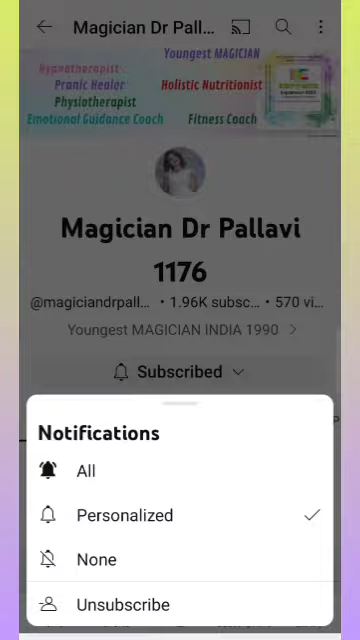 Magician Dr Pall...
Youngest MAGICIAN
Hypnotherapist
Pranic Healer
Holistic Nutritionist
Physiotherapist
Emotional Guidance Coach
Fitness Coach
Magician Dr Pallavi
1176
@magiciandrpall... • 1.96K subsc... • 570 vi...
Youngest MAGICIAN INDIA 1990
Subscribed
Notifications
All
Personalized
None
Unsubscribe